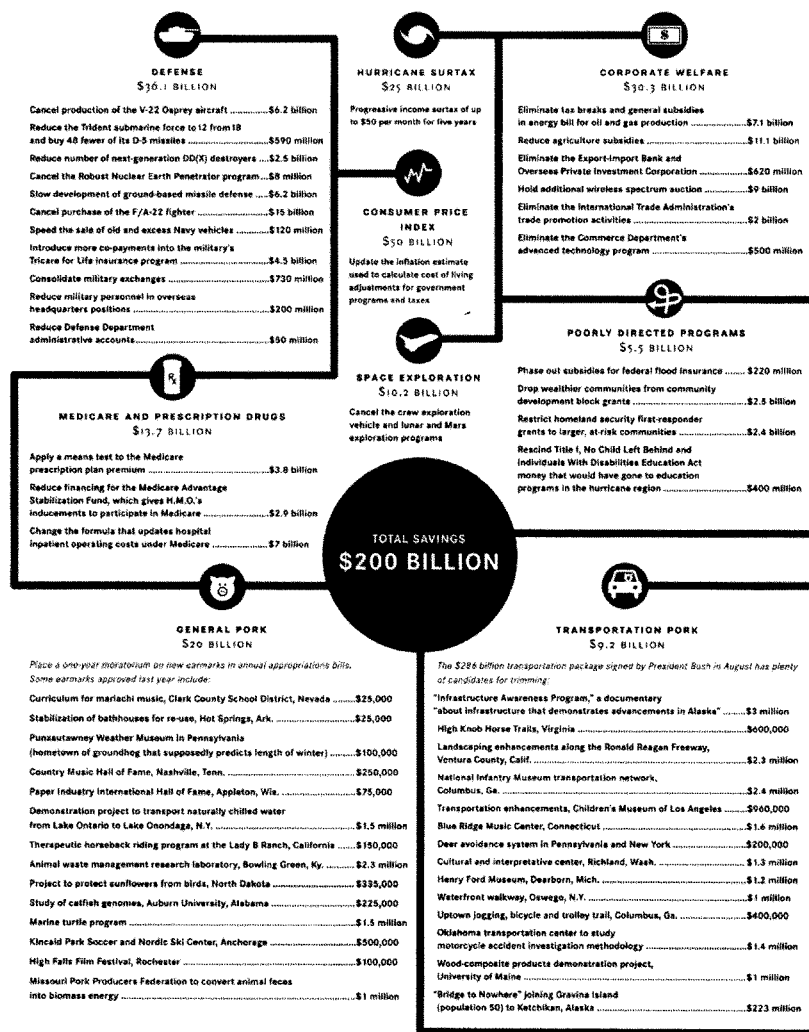 DEFENSE
$36.1 BILLION
Cancel production of the V-22 Osprey aircraft ........ $6.2 billion
Reduce the Trident submarine force to 12 from 18
and buy 48 fewer of its D-5 missiles ........ $590 million
Reduce number of next-generation DD(X) destroyers .... $2.5 billion
Cancel the Robust Nuclear Earth Penetrator program ... $8 million
Slow development of ground-based missile defense .... $6.2 billion
Cancel purchase of the F/A-22 fighter ........ $15 billion
Speed the sale of old and excess Navy vehicles ........ $120 million
Introduce more co-payments into the military's
Tricare for Life insurance program ........ $4.5 billion
Consolidate military exchanges ........ $730 million
Reduce military personnel in overseas
headquarters positions ........ $200 million
Reduce Defense Department
administrative accounts ........ $50 million
HURRICANE SURTAX
$25 BILLION
Progressive income surtax of up
to $50 per month for five years
CONSUMER PRICE
INDEX
$50 BILLION
Update the inflation estimate
used to calculate cost of living
adjustments for government
programs and taxes
SPACE EXPLORATION
$10.2 BILLION
Cancel the crew exploration
vehicle and lunar and Mars
exploration programs
CORPORATE WELFARE
$30.3 BILLION
Eliminate tax breaks and general subsidies
in energy bill for oil and gas production ........ $7.1 billion
Reduce agriculture subsidies ........ $11.1 billion
Eliminate the Export-Import Bank and
Overseas Private Investment Corporation ........ $620 million
Hold additional wireless spectrum auction ........ $9 billion
Eliminate the International Trade Administration's
trade promotion activities ........ $2 billion
Eliminate the Commerce Department's
advanced technology program ........ $500 million
POORLY DIRECTED PROGRAMS
$5.5 BILLION
Phase out subsidies for federal flood insurance ....... $220 million
Drop wealthier communities from community
development block grants ........ $2.5 billion
Restrict homeland security first-responder
grants to larger, at-risk communities ........ $2.4 billion
Rescind Title I, No Child Left Behind and
Individuals With Disabilities Education Act
money that would have gone to education
programs in the hurricane region ........ $400 million
MEDICARE AND PRESCRIPTION DRUGS
$13.7 BILLION
Apply a means test to the Medicare
prescription plan premium ........ $3.8 billion
Reduce financing for the Medicare Advantage
Stabilization Fund, which gives H.M.O.'s
inducements to participate in Medicare ........ $2.9 billion
Change the formula that updates hospital
inpatient operating costs under Medicare ........ $7 billion
TOTAL SAVINGS
$200 BILLION
GENERAL PORK
$20 BILLION
Place a one-year moratorium on new earmarks in annual appropriations bills.
Some earmarks approved last year include:
Curriculum for mariachi music, Clark County School District, Nevada ........ $25,000
Stabilization of bathhouses for re-use, Hot Springs, Ark. ........ $25,000
Punxsutawney Weather Museum in Pennsylvania
(hometown of groundhog that supposedly predicts length of winter) ........ $100,000
Country Music Hall of Fame, Nashville, Tenn. ........ $250,000
Paper Industry International Hall of Fame, Appleton, Wis. ........ $75,000
Demonstration project to transport naturally chilled water
from Lake Ontario to Lake Onondaga, N.Y. ........ $1.5 million
Therapeutic horseback riding program at the Lady B Ranch, California ........ $150,000
Animal waste management research laboratory, Bowling Green, Ky. ........ $2.3 million
Project to protect sunflowers from birds, North Dakota ........ $335,000
Study of catfish genomes, Auburn University, Alabama ........ $225,000
Marine turtle program ........ $1.5 million
Kincaid Park Soccer and Nordic Ski Center, Anchorage ........ $500,000
High Falls Film Festival, Rochester ........ $100,000
Missouri Pork Producers Federation to convert animal feces
into biomass energy ........ $1 million
TRANSPORTATION PORK
$9.2 BILLION
The $286 billion transportation package signed by President Bush in August has plenty
of candidates for trimming:
"Infrastructure Awareness Program," a documentary
"about infrastructure that demonstrates advancements in Alaska" ........ $3 million
High Knob Horse Trails, Virginia ........ $600,000
Landscaping enhancements along the Ronald Reagan Freeway,
Ventura County, Calif. ........ $2.3 million
National Infantry Museum transportation network,
Columbus, Ga. ........ $2.4 million
Transportation enhancements, Children's Museum of Los Angeles ........ $960,000
Blue Ridge Music Center, Connecticut ........ $1.6 million
Deer avoidance system in Pennsylvania and New York ........ $200,000
Cultural and interpretative center, Richland, Wash. ........ $1.3 million
Henry Ford Museum, Dearborn, Mich. ........ $1.2 million
Waterfront walkway, Oswego, N.Y. ........ $1 million
Uptown jogging, bicycle and trolley trail, Columbus, Ga. ........ $400,000
Oklahoma transportation center to study
motorcycle accident investigation methodology ........ $1.4 million
Wood-composite products demonstration project,
University of Maine ........ $1 million
"Bridge to Nowhere" joining Gravina Island
(population 50) to Ketchikan, Alaska ........ $223 million